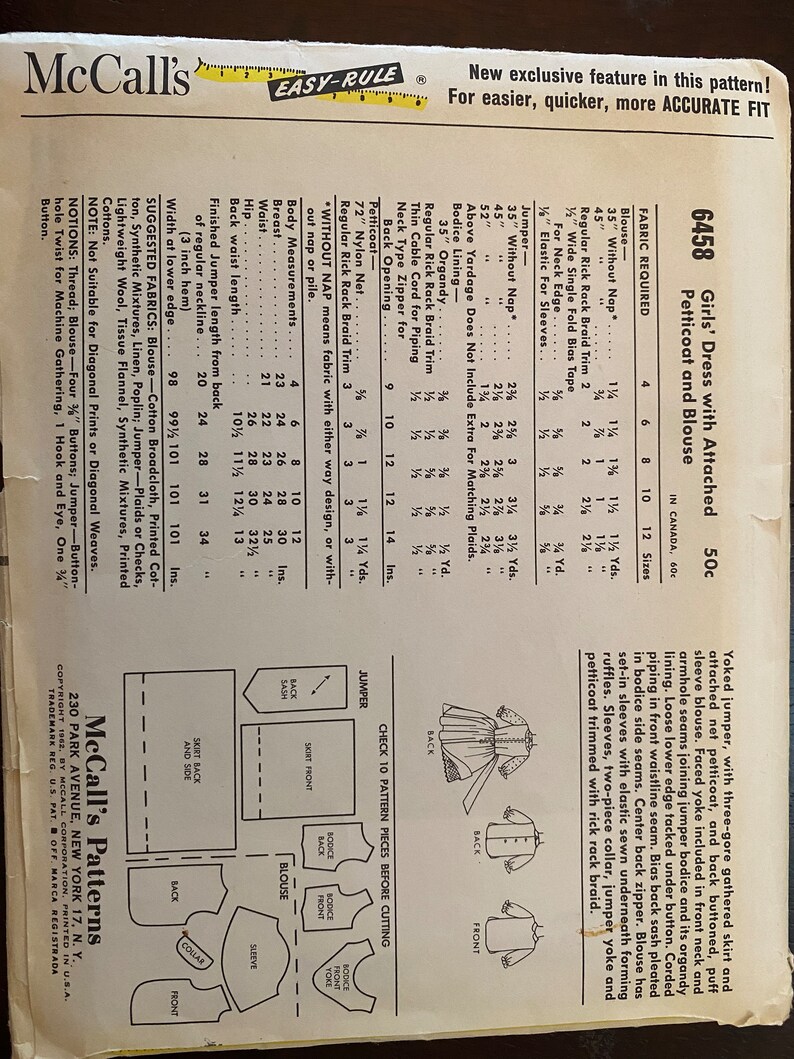 McCall's
1 2 3
EASY-RULE ®
7 8 9
New exclusive feature in this pattern!
For easier, quicker, more ACCURATE FIT
6458 Girls' Dress with Attached 50c
Petticoat and Blouse
IN CANADA, 60c
FABRIC REQUIRED 4 6 8 10 12 Sizes
Blouse—
35" Without Nap* 1¼ 1¼ 1⅜ 1½ 1½ Yds.
45" " " . . . . . ¾ ⅞ 1 1 1⅛ "
Regular Rick Rack Braid Trim 2 2 2 2⅛ 2⅛ "
½" Wide Single Fold Bias Tape
For Neck Edge . . . . ⅝ ⅝ ⅝ ¾ ¾ Yd.
⅛" Elastic For Sleeves . . ½ ½ ½ ⅝ ⅝ "
Jumper—
35" Without Nap* . . . . . 2⅜ 2⅝ 3 3¼ 3½ Yds.
45" " " . . . . . 2⅛ 2⅜ 2⅝ 2⅞ 3⅛ "
52" " " . . . . . 1¾ 2 2⅜ 2½ 2¾ "
Above Yardage Does Not Include Extra For Matching Plaids.
Bodice Lining—
35" Organdy . . . . . . ⅜ ⅜ ⅜ ½ ½ Yd.
Regular Rick Rack Braid Trim ½ ½ ⅝ ⅝ ⅝ "
Thin Cable Cord for Piping ½ ½ ½ ½ ½ "
Neck Type Zipper for
Back Opening . . . . . . 9 10 12 12 14 Ins.
Petticoat—
72" Nylon Net . . . . . . . ⅝ ⅞ 1 1⅛ 1¼ Yds.
Regular Rick Rack Braid Trim 3 3 3 3 3 "
*WITHOUT NAP means fabric with either way design, or with-
out nap or pile.
Body Measurements . . . . 4 6 8 10 12
Breast . . . . . . . . . . 23 24 26 28 30 Ins.
Waist . . . . . . . . . . 21 22 23 24 25 "
Hip . . . . . . . . . . 26 28 30 32½ "
Back waist length . . . . . . 10½ 11½ 12¼ 13 "
Finished Jumper length from back
of regular neckline . . . 20 24 28 31 34 "
(3 inch hem)
Width at lower edge . . . 98 99½ 101 101 101 Ins.
SUGGESTED FABRICS: Blouse—Cotton Broadcloth, Printed Cot-
ton, Synthetic Mixtures, Linen, Poplin; Jumper—Plaids or Checks,
Lightweight Wool, Tissue Flannel, Synthetic Mixtures, Printed
Cottons.
NOTE: Not Suitable for Diagonal Prints or Diagonal Weaves.
NOTIONS: Thread; Blouse—Four ⅜" Buttons; Jumper—Button-
hole Twist for Machine Gathering, 1 Hook and Eye, One ¾"
Button.
Yoked jumper, with three-gore gathered skirt and
attached net petticoat, and back buttoned, puff
sleeve blouse. Faced yoke included in front neck and
armhole seams joining jumper bodice and its organdy
lining. Loose lower edge tacked under button. Corded
piping in front waistline seam. Bias back sash pleated
in bodice side seams. Center back zipper. Blouse has
set-in sleeves with elastic sewn underneath forming
ruffles. Sleeves, two-piece collar, jumper yoke and
petticoat trimmed with rick rack braid.
BACK
BACK
FRONT
CHECK 10 PATTERN PIECES BEFORE CUTTING
JUMPER
BACK
SASH
SKIRT FRONT
BODICE
BACK
BODICE
FRONT
BODICE
FRONT
YOKE
SKIRT BACK
AND SIDE
BLOUSE
BACK
SLEEVE
COLLAR
FRONT
McCall's Patterns
230 PARK AVENUE, NEW YORK 17, N. Y.
COPYRIGHT 1962, BY McCALL CORPORATION, PRINTED IN U.S.A.
TRADEMARK REG. U.S. PAT. ■ OFF. MARCA REGISTRADA